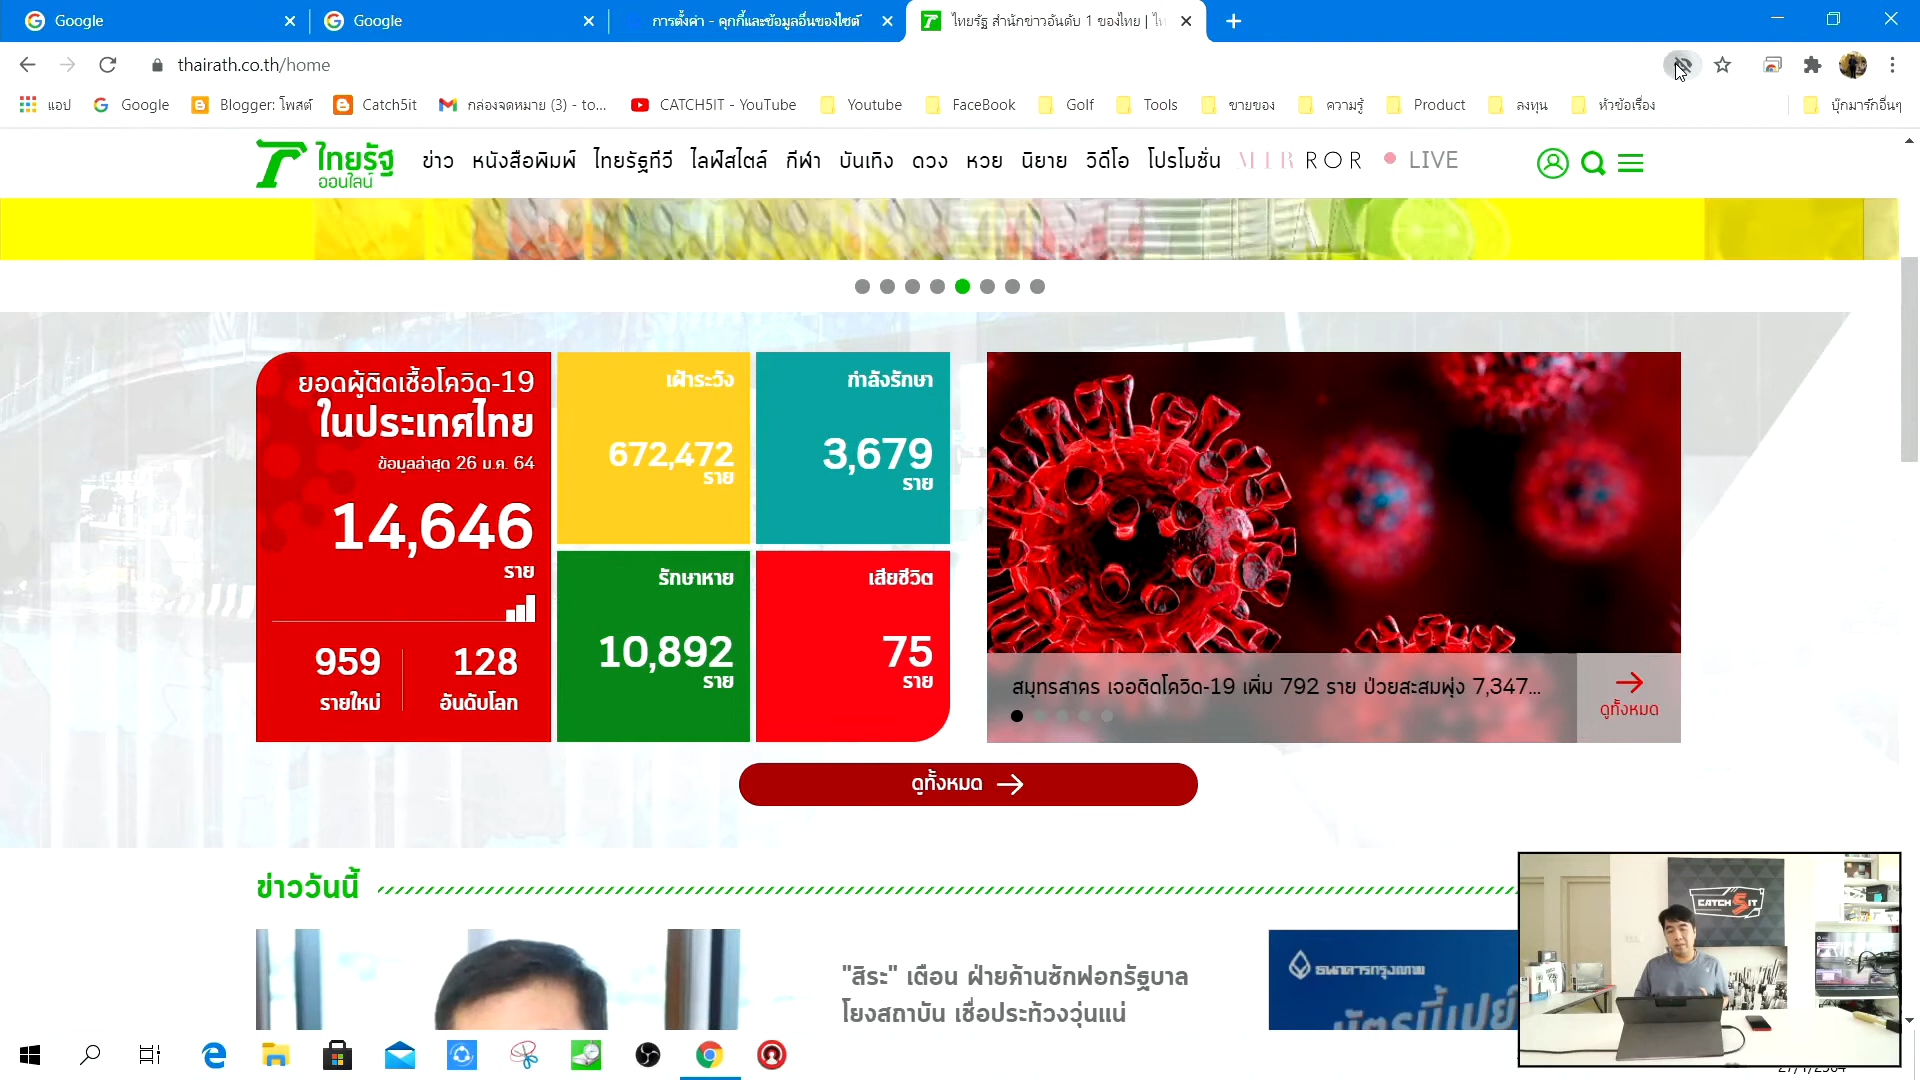 Google
Google
การตั้งค่า - คุกกี้และข้อมูลอื่นของไซต์
ไทยรัฐ สำนักข่าวอันดับ 1 ของไทย |
thairath.co.th/home
แอป
Google
Blogger: โพสต์
Catch5it
กล่องจดหมาย (3) - to...
CATCH5IT - YouTube
Youtube
FaceBook
Golf
Tools
ขายของ
ความรู้
Product
ลงทุน
หัวข้อเรื่อง
บุ๊กมาร์กอื่นๆ
ไทยรัฐ
ออนไลน์
ข่าว หนังสือพิมพ์ ไทยรัฐทีวี ไลฟ์สไตล์ กีฬา บันเทิง ดวง หวย นิยาย วิดีโอ โปรโมชั่น MIRROR LIVE
ยอดผู้ติดเชื้อโควิด-19
ในประเทศไทย
ข้อมูลล่าสุด 26 ม.ค. 64
14,646
ราย
959
รายใหม่
128
อันดับโลก
เฝ้าระวัง
672,472
ราย
กำลังรักษา
3,679
ราย
รักษาหาย
10,892
ราย
เสียชีวิต
75
ราย
สมุทรสาคร เจอติดโควิด-19 เพิ่ม 792 ราย ป่วยสะสมพุ่ง 7,347...
ดูทั้งหมด
ดูทั้งหมด
ข่าววันนี้
"สิระ" เตือน ฝ่ายค้านซักฟอกรัฐบาล
โยงสถาบัน เชื่อประท้วงวุ่นแน่
ธนาคารกรุงเทพ
CATCH5IT
27/1/2564